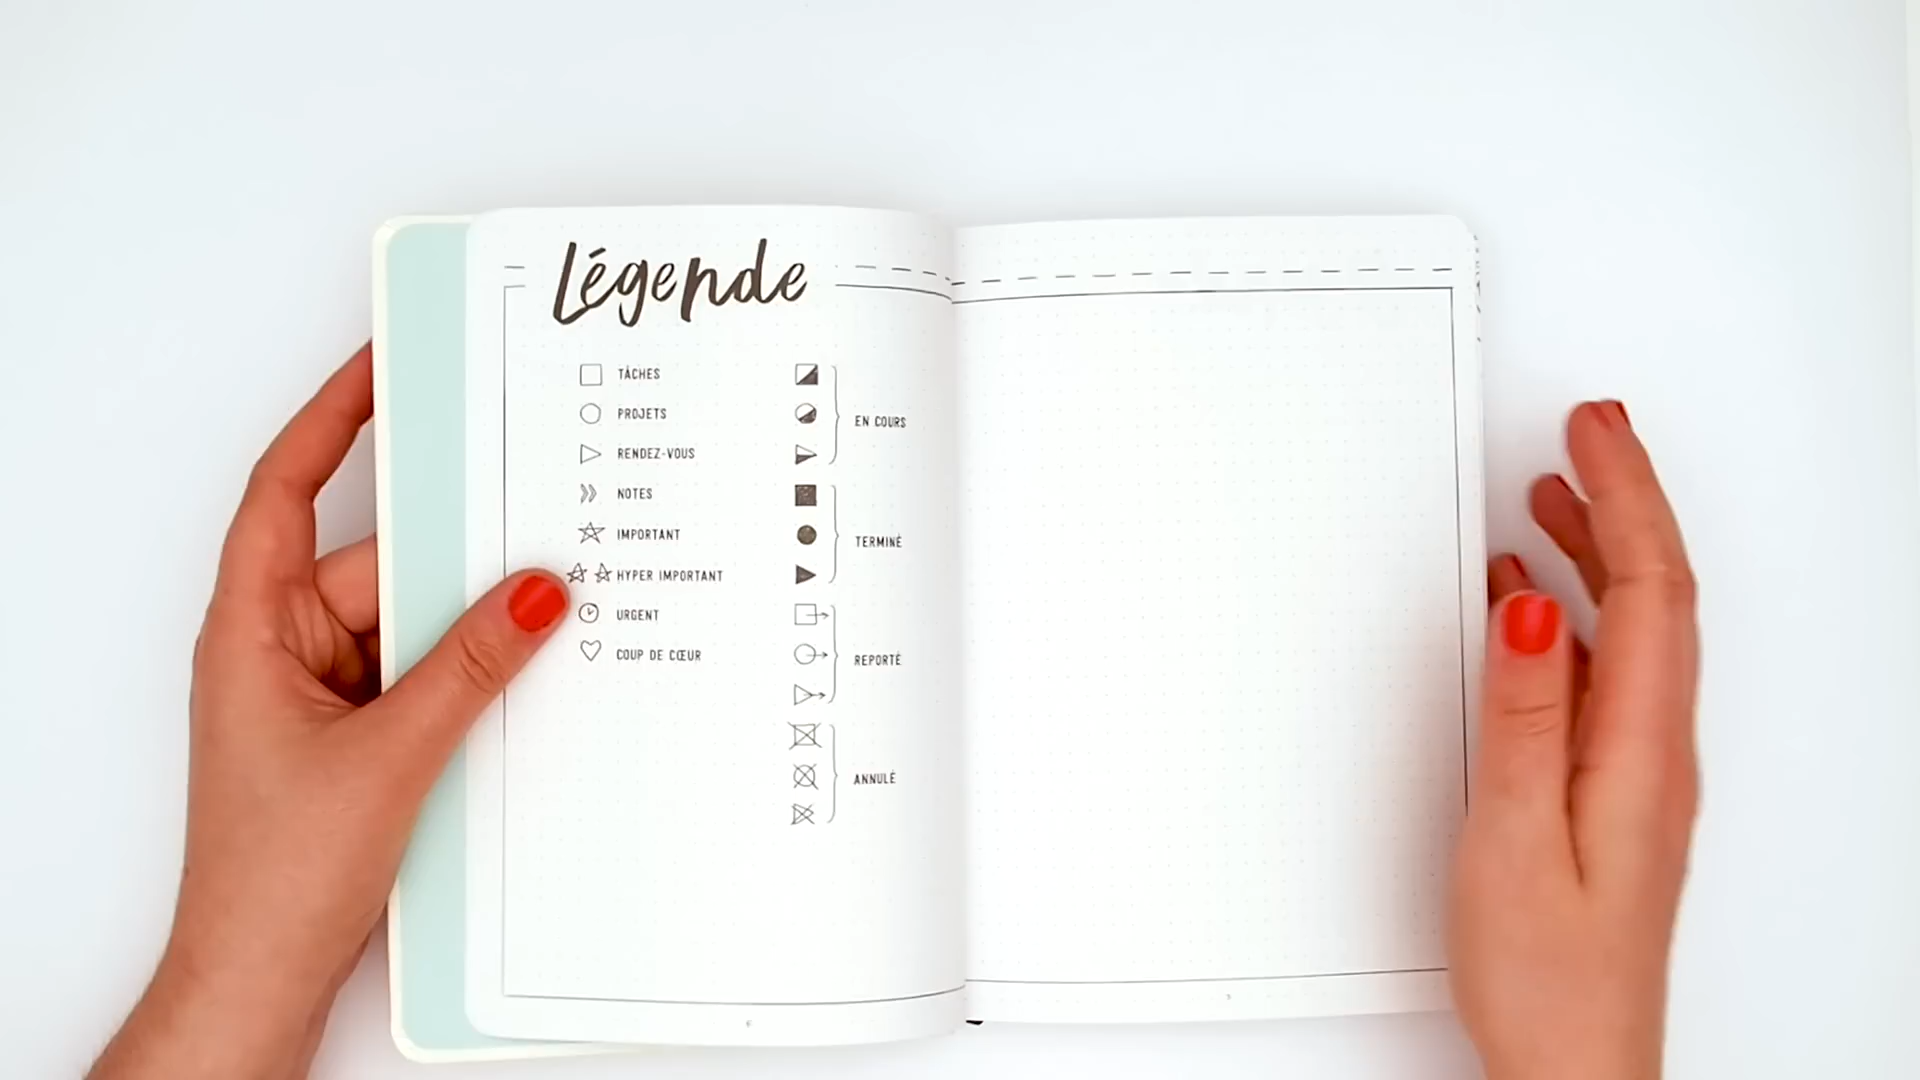 Légende
TÂCHES
PROJETS
RENDEZ-VOUS
NOTES
IMPORTANT
HYPER IMPORTANT
URGENT
COUP DE CŒUR
EN COURS
TERMINÉ
REPORTÉ
ANNULÉ